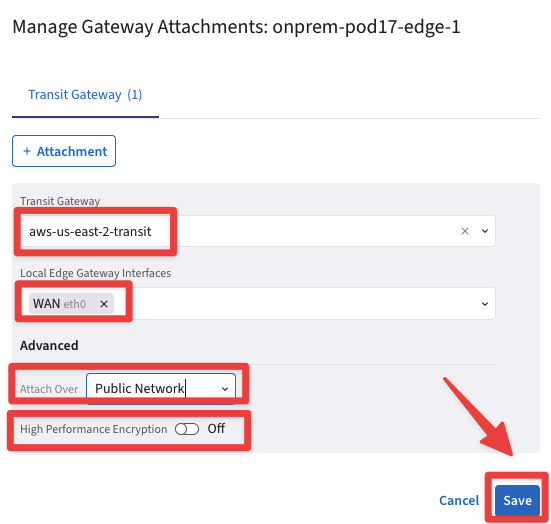 Manage Gateway Attachments: onprem-pod17-edge-1
Transit Gateway (1)
+ Attachment
Transit Gateway
aws-us-east-2-transit
Local Edge Gateway Interfaces
WAN eth0
Advanced
Attach Over Public Network
High Performance Encryption Off
Cancel Save